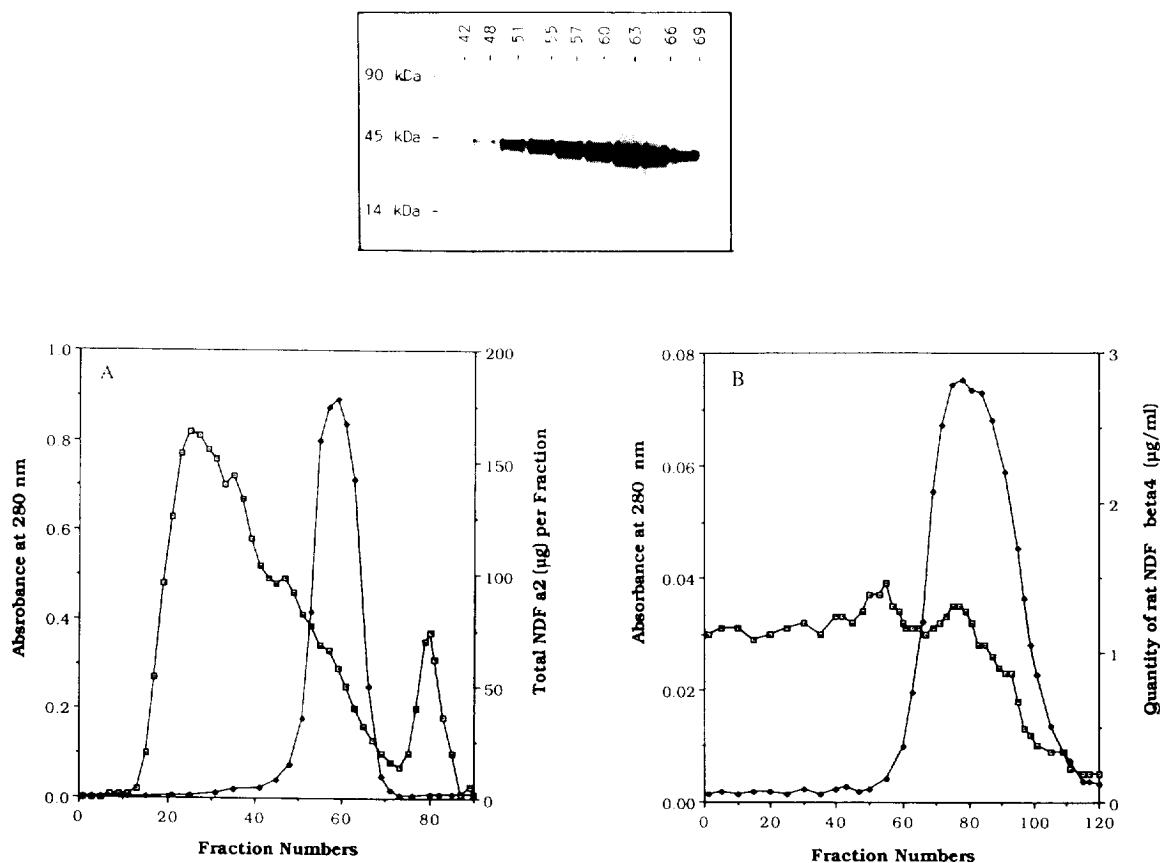 - 42
- 48
- 51
- 55
- 57
- 60
- 63
- 66
- 69
90 kDa -
45 kDa -
14 kDa -
A
Absrobance at 280 nm
1.0
0.8
0.6
0.4
0.2
0.0
200
150
100
50
0
Total NDF a2 (µg) per Fraction
0 20 40 60 80
Fraction Numbers
B
Absorbance at 280 nm
0.08
0.06
0.04
0.02
0.00
3
2
1
0
Quantity of rat NDF beta4 (µg/ml)
0 20 40 60 80 100 120
Fraction Numbers